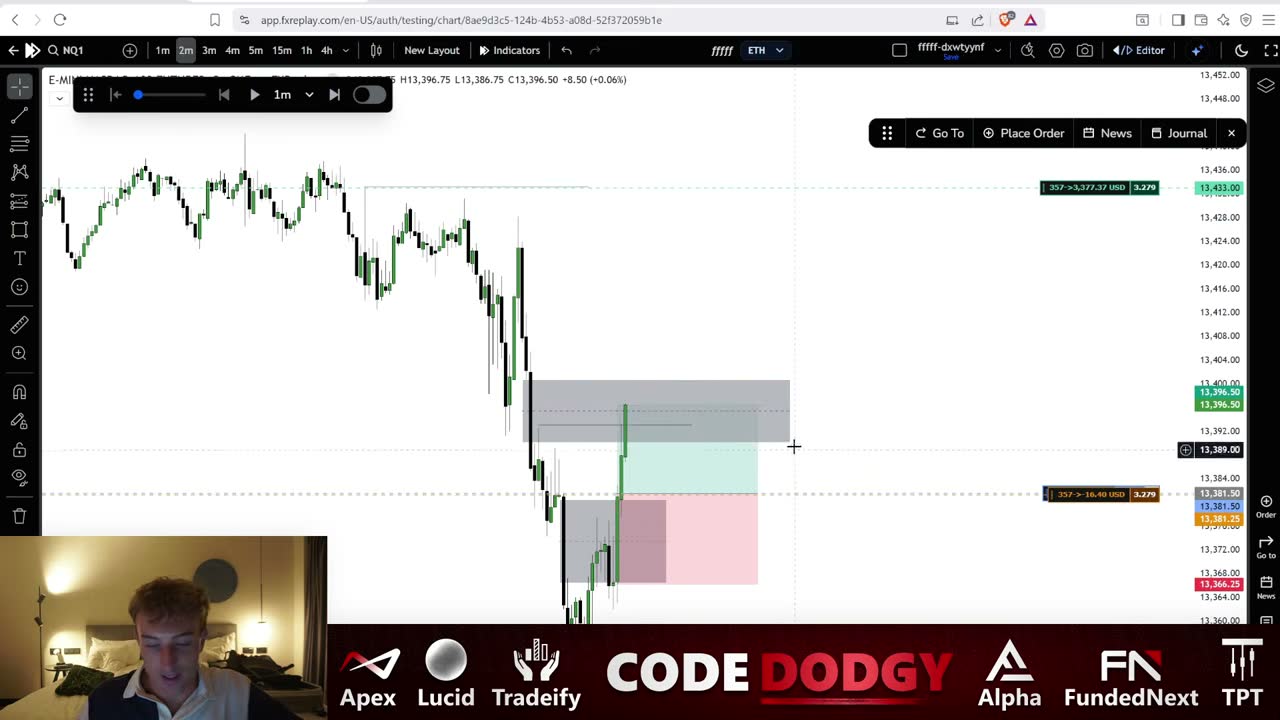 app.fxreplay.com/en-US/auth/testing/chart/8ae9d3c5-124b-4b53-a08d-52f372059b1e
NQ1 1m 2m 3m 4m 5m 15m 1h 4h New Layout Indicators fffff ETH fffff-dxwtyynf Save Editor
H13,396.75 L13,386.75 C13,396.50 +8.50 (+0.06%)
1m
Go To Place Order News Journal
13,452.00
13,448.00
13,436.00
357->3,377.37 USD 3.279 13,433.00
13,428.00
13,424.00
13,420.00
13,416.00
13,412.00
13,408.00
13,404.00
13,400.00
13,396.50
13,396.50
13,392.00
13,389.00
13,384.00
357->-16.40 USD 3.279 13,381.50
13,381.50
13,381.25
13,376.00
13,372.00
13,368.00
13,366.25
13,364.00
13,360.00
Order
Go to
News
CODE DODGY
Apex Lucid Tradeify Alpha FundedNext TPT